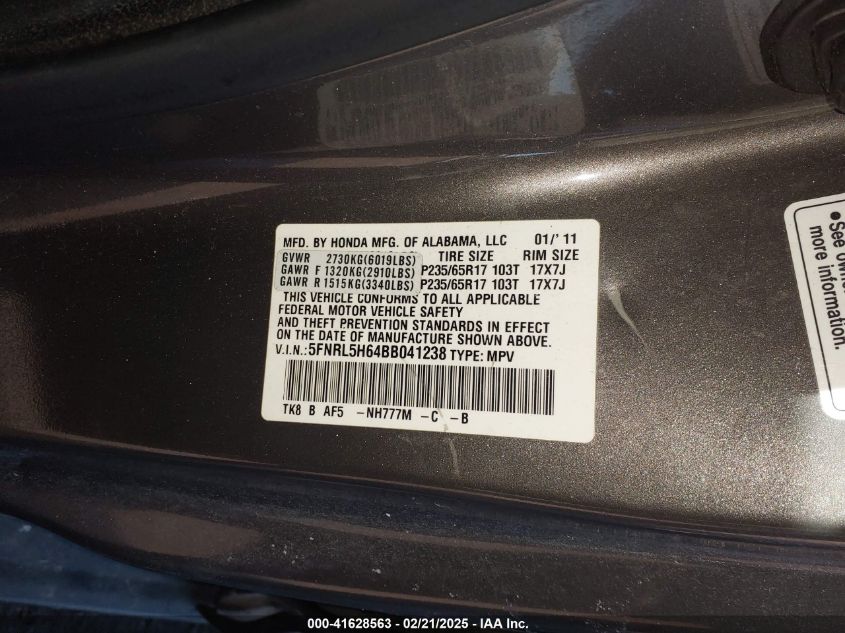 MFD. BY HONDA MFG. OF ALABAMA, LLC 01/'11
GVWR 2730KG(6019LBS) TIRE SIZE RIM SIZE
GAWR F 1320KG(2910LBS) P235/65R17 103T 17X7J
GAWR R 1515KG(3340LBS) P235/65R17 103T 17X7J
THIS VEHICLE CONFORMS TO ALL APPLICABLE
FEDERAL MOTOR VEHICLE SAFETY
AND THEFT PREVENTION STANDARDS IN EFFECT
ON THE DATE OF MANUFACTURE SHOWN ABOVE.
V.I.N.: 5FNRL5H64BB041238 TYPE: MPV
TK8 B AF5 -NH777M -C -B
•See owne
informatio
000-41628563 — 02/21/2025 — IAA Inc.